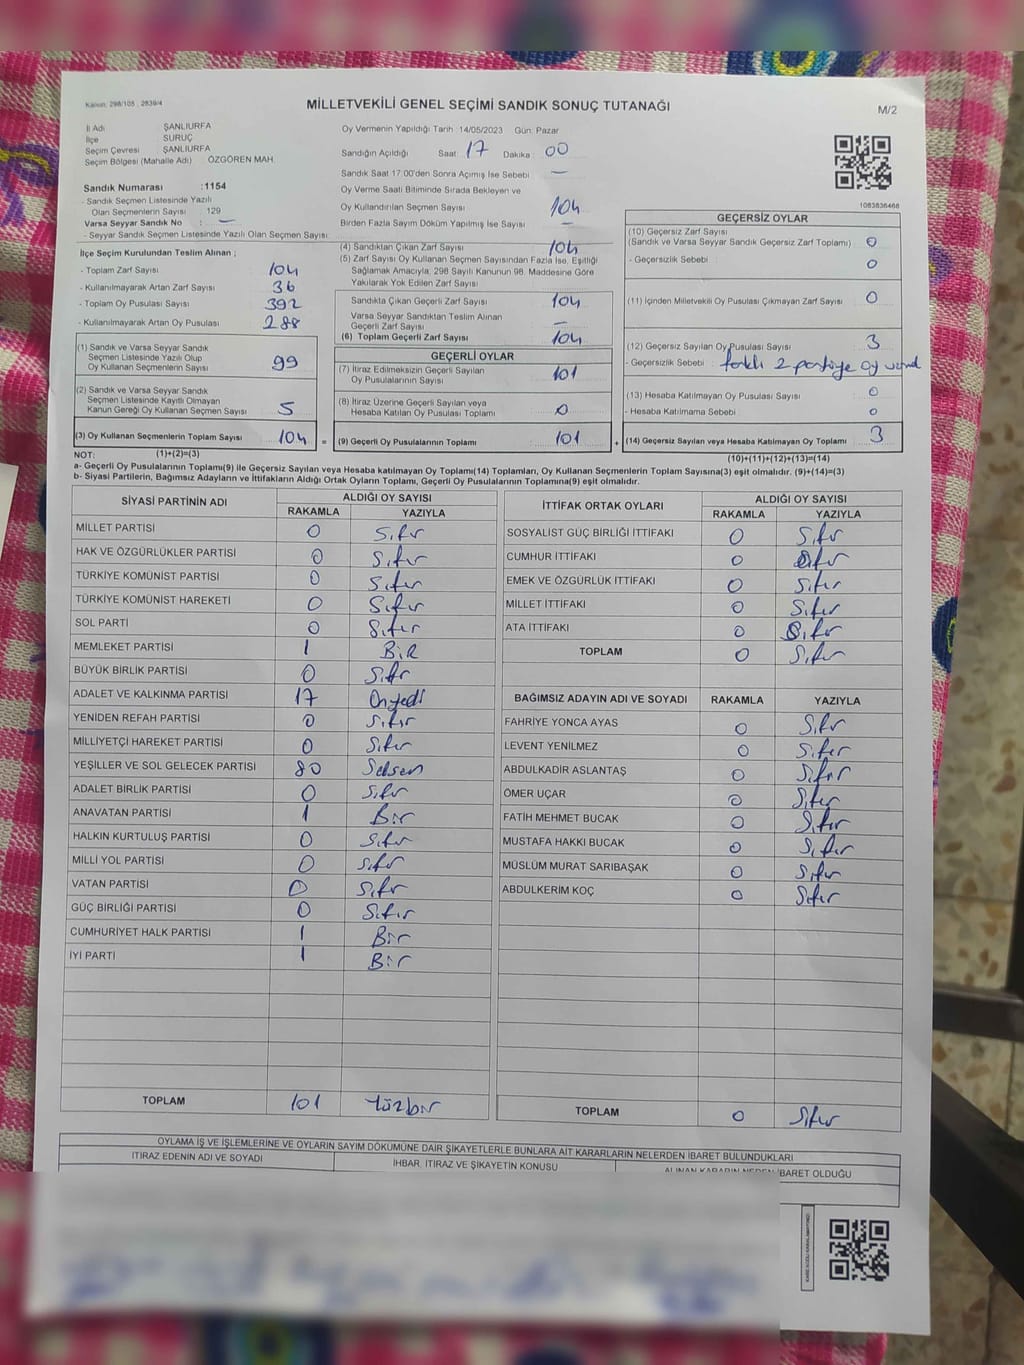 Kanun: 298/105 , 2839/4
MİLLETVEKİLİ GENEL SEÇİMİ SANDIK SONUÇ TUTANAĞI
M/2
İl Adı ŞANLIURFA
İlçe SURUÇ
Seçim Çevresi ŞANLIURFA
Seçim Bölgesi (Mahalle Adı) ÖZGÖREN MAH.
Sandık Numarası :1154
- Sandık Seçmen Listesinde Yazılı
Olan Seçmenlerin Sayısı : 129
Varsa Seyyar Sandık No : —
- Seyyar Sandık Seçmen Listesinde Yazılı Olan Seçmen Sayısı:
Oy Vermenin Yapıldığı Tarih :14/05/2023 Gün: Pazar
Sandığın Açıldığı Saat: 17 Dakika: 00
Sandık Saat 17.00'den Sonra Açımış İse Sebebi —
Oy Verme Saati Bitiminde Sırada Bekleyen ve
Oy Kullandırılan Seçmen Sayısı 104
Birden Fazla Sayım Döküm Yapılmış İse Sayısı —
1083836466
İlçe Seçim Kurulundan Teslim Alınan ;
- Toplam Zarf Sayısı 104
- Kullanılmayarak Artan Zarf Sayısı 36
- Toplam Oy Pusulası Sayısı 392
- Kullanılmayarak Artan Oy Pusulası 288
(1) Sandık ve Varsa Seyyar Sandık
Seçmen Listesinde Yazılı Olup
Oy Kullanan Seçmenlerin Sayısı 99
(2) Sandık ve Varsa Seyyar Sandık
Seçmen Listesinde Kayıtlı Olmayan
Kanun Gereği Oy Kullanan Seçmen Sayısı 5
(3) Oy Kullanan Seçmenlerin Toplam Sayısı 104 =
(4) Sandıktan Çıkan Zarf Sayısı 104
(5) Zarf Sayısı Oy Kullanan Seçmen Sayısından Fazla İse, Eşitliği
Sağlamak Amacıyla, 298 Sayılı Kanunun 98. Maddesine Göre
Yakılarak Yok Edilen Zarf Sayısı
Sandıkta Çıkan Geçerli Zarf Sayısı 104
Varsa Seyyar Sandıktan Teslim Alınan
Geçerli Zarf Sayısı —
(6) Toplam Geçerli Zarf Sayısı 104
GEÇERLİ OYLAR
(7) İtiraz Edilmeksizin Geçerli Sayılan
Oy Pusulalarının Sayısı 101
(8) İtiraz Üzerine Geçerli Sayılan veya
Hesaba Katılan Oy Pusulası Toplamı 0
(9) Geçerli Oy Pusulalarının Toplamı 101 +
GEÇERSİZ OYLAR
(10) Geçersiz Zarf Sayısı
(Sandık ve Varsa Seyyar Sandık Geçersiz Zarf Toplamı) : 0
- Geçersizlik Sebebi : 0
(11) İçinden Milletvekili Oy Pusulası Çıkmayan Zarf Sayısı : 0
(12) Geçersiz Sayılan Oy Pusulası Sayısı : 3
- Geçersizlik Sebebi : farklı 2 partiye oy
(13) Hesaba Katılmayan Oy Pusulası Sayısı : 0
- Hesaba Katılmama Sebebi : 0
(14) Geçersiz Sayılan veya Hesaba Katılmayan Oy Toplamı : 3
NOT: (1)+(2)=(3)
(10)+(11)+(12)+(13)=(14)
a- Geçerli Oy Pusulalarının Toplamı(9) ile Geçersiz Sayılan veya Hesaba katılmayan Oy Toplamı(14) Toplamları, Oy Kullanan Seçmenlerin Toplam Sayısına(3) eşit olmalıdır. (9)+(14)=(3)
b- Siyasi Partilerin, Bağımsız Adayların ve İttifakların Aldığı Ortak Oyların Toplamı, Geçerli Oy Pusulalarının Toplamına(9) eşit olmalıdır.
SİYASİ PARTİNİN ADI ALDIĞI OY SAYISI
RAKAMLA YAZIYLA
MİLLET PARTİSİ 0 Sıfır
HAK VE ÖZGÜRLÜKLER PARTİSİ 0 Sıfır
TÜRKİYE KOMÜNİST PARTİSİ 0 Sıfır
TÜRKİYE KOMÜNİST HAREKETİ 0 Sıfır
SOL PARTİ 0 Sıfır
MEMLEKET PARTİSİ 1 BİR
BÜYÜK BİRLİK PARTİSİ 0 Sıfır
ADALET VE KALKINMA PARTİSİ 17 Onyedi
YENİDEN REFAH PARTİSİ 0 Sıfır
MİLLİYETÇİ HAREKET PARTİSİ 0 Sıfır
YEŞİLLER VE SOL GELECEK PARTİSİ 80 Seksen
ADALET BİRLİK PARTİSİ 0 Sıfır
ANAVATAN PARTİSİ 1 Bir
HALKIN KURTULUŞ PARTİSİ 0 Sıfır
MİLLİ YOL PARTİSİ 0 Sıfır
VATAN PARTİSİ 0 Sıfır
GÜÇ BİRLİĞİ PARTİSİ 0 Sıfır
CUMHURİYET HALK PARTİSİ 1 Bir
İYİ PARTİ 1 Bir
TOPLAM 101 Yüzbir
İTTİFAK ORTAK OYLARI ALDIĞI OY SAYISI
RAKAMLA YAZIYLA
SOSYALİST GÜÇ BİRLİĞİ İTTİFAKI 0 Sıfır
CUMHUR İTTİFAKI 0 Sıfır
EMEK VE ÖZGÜRLÜK İTTİFAKI 0 Sıfır
MİLLET İTTİFAKI 0 Sıfır
ATA İTTİFAKI 0 Sıfır
TOPLAM 0 Sıfır
BAĞIMSIZ ADAYIN ADI VE SOYADI RAKAMLA YAZIYLA
FAHRİYE YONCA AYAS 0 Sıfır
LEVENT YENİLMEZ 0 Sıfır
ABDULKADİR ASLANTAŞ 0 Sıfır
ÖMER UÇAR 0 Sıfır
FATİH MEHMET BUCAK 0 Sıfır
MUSTAFA HAKKI BUCAK 0 Sıfır
MÜSLÜM MURAT SARIBAŞAK 0 Sıfır
ABDULKERİM KOÇ 0 Sıfır
TOPLAM 0 Sıfır
OYLAMA İŞ VE İŞLEMLERİNE VE OYLARIN SAYIM DÖKÜMÜNE DAİR ŞİKAYETLERLE BUNLARA AİT KARARLARIN NELERDEN İBARET BULUNDUKLARI
İTİRAZ EDENİN ADI VE SOYADI İHBAR, İTİRAZ VE ŞİKAYETİN KONUSU ALINAN KARARIN NEDEN İBARET OLDUĞU